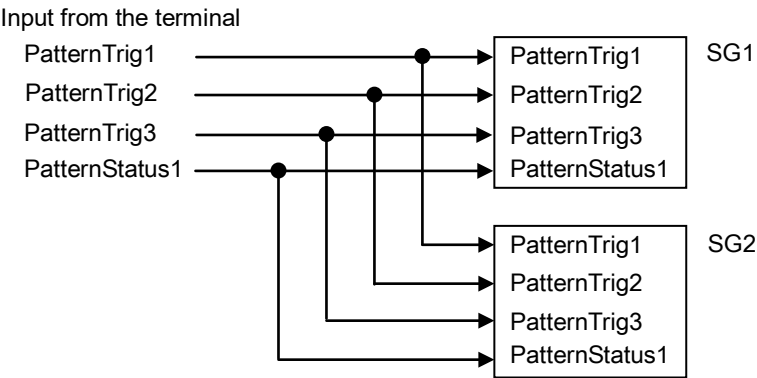 Input from the terminal
PatternTrig1
PatternTrig2
PatternTrig3
PatternStatus1
PatternTrig1
PatternTrig2
PatternTrig3
PatternStatus1
SG1
PatternTrig1
PatternTrig2
PatternTrig3
PatternStatus1
SG2